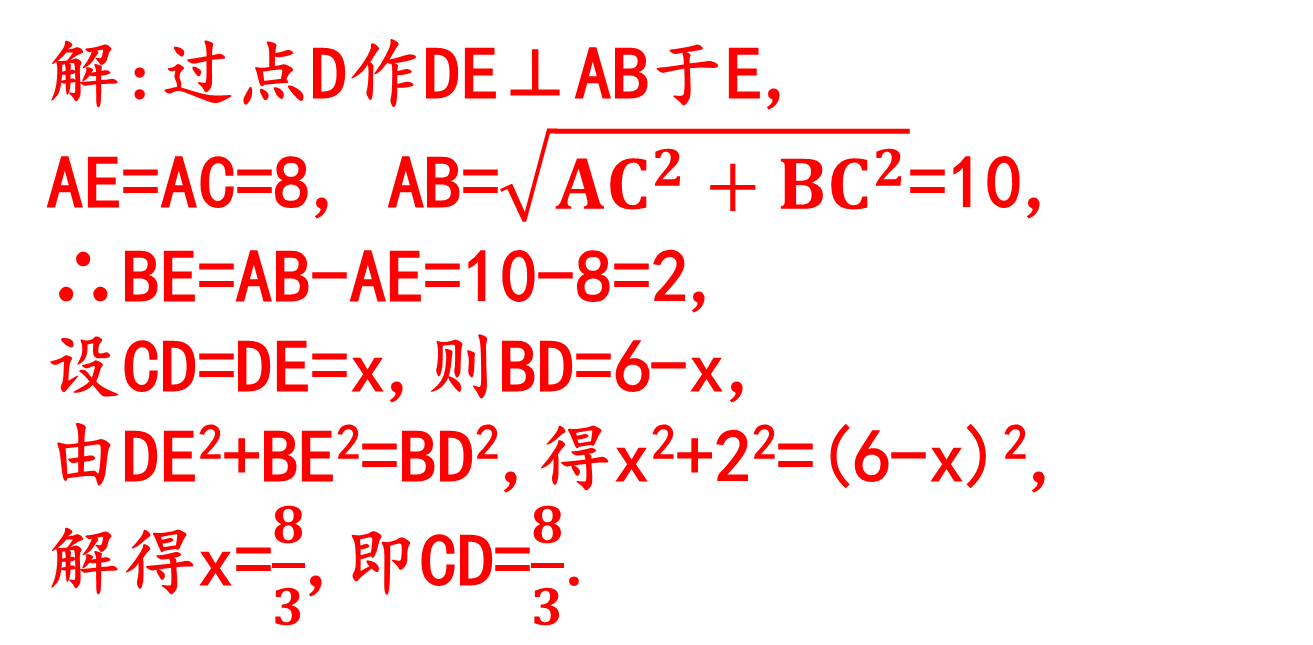 解:过点D作DE⊥AB于E,
AE=AC=8, AB=√(AC²+BC²)=10,
∴BE=AB-AE=10-8=2,
设CD=DE=x,则BD=6-x,
由DE²+BE²=BD²,得x²+2²=(6-x)²,
解得x=8/3,即CD=8/3.